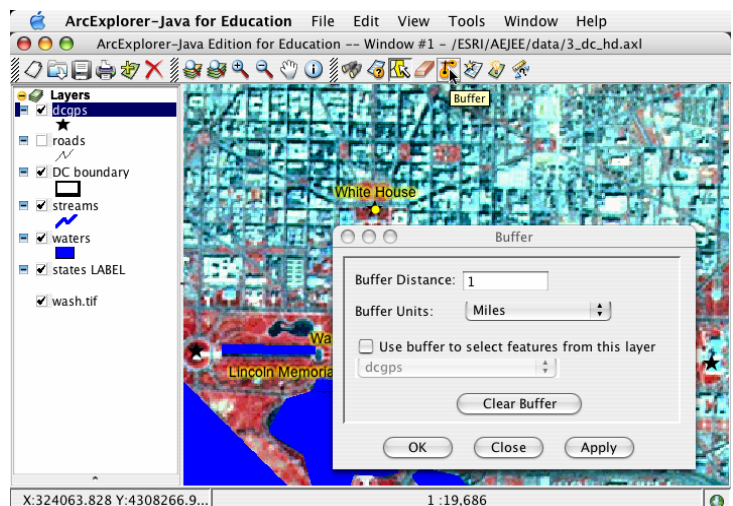 ArcExplorer-Java for Education File Edit View Tools Window Help
ArcExplorer-Java Edition for Education -- Window #1 - /ESRI/AEJEE/data/3_dc_hd.axl
Buffer
Layers
dcgps
roads
DC boundary
streams
waters
states LABEL
wash.tif
White House
Wa
Lincoln Memoria
Buffer
Buffer Distance: 1
Buffer Units: Miles
Use buffer to select features from this layer
dcgps
Clear Buffer
OK Close Apply
X:324063.828 Y:4308266.9... 1 :19,686